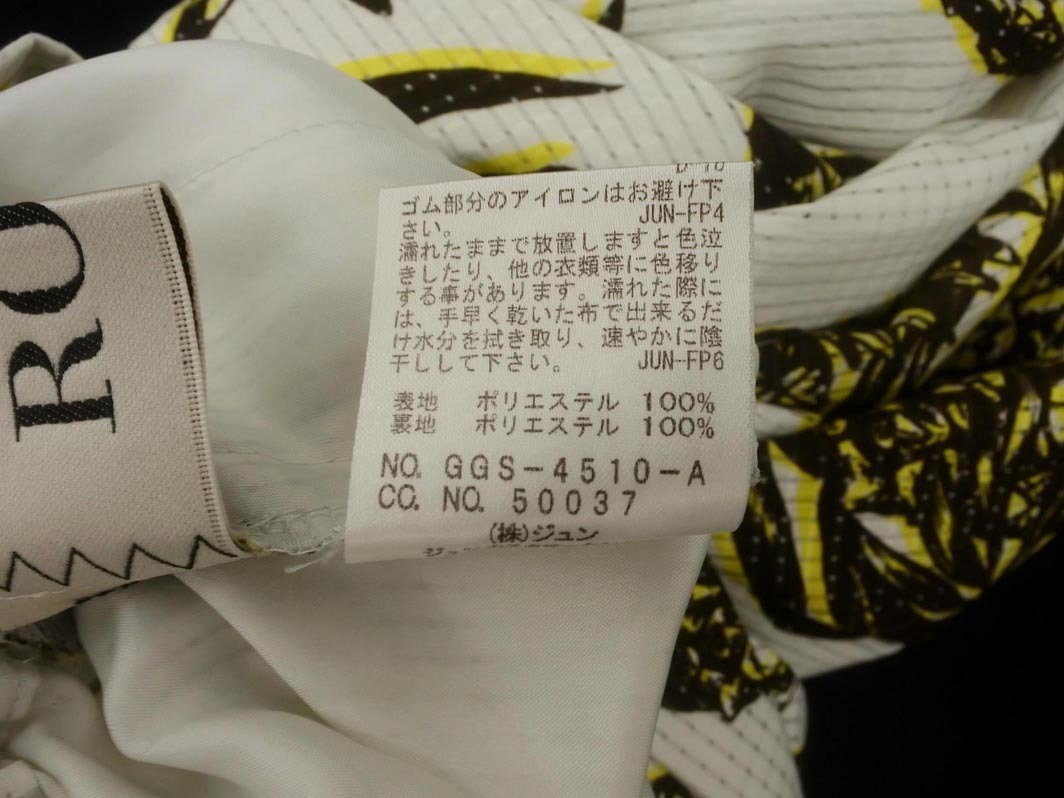 RO
ゴム部分のアイロンはお避け下
さい。 JUN-FP4
濡れたままで放置しますと色泣
きしたり、他の衣類等に色移り
する事があります。濡れた際に
は、手早く乾いた布で出来るだ
け水分を拭き取り、速やかに陰
干しして下さい。 JUN-FP6
表地 ポリエステル 100%
裏地 ポリエステル 100%
NO. GGS-4510-A
CO. NO. 50037
(株)ジュン